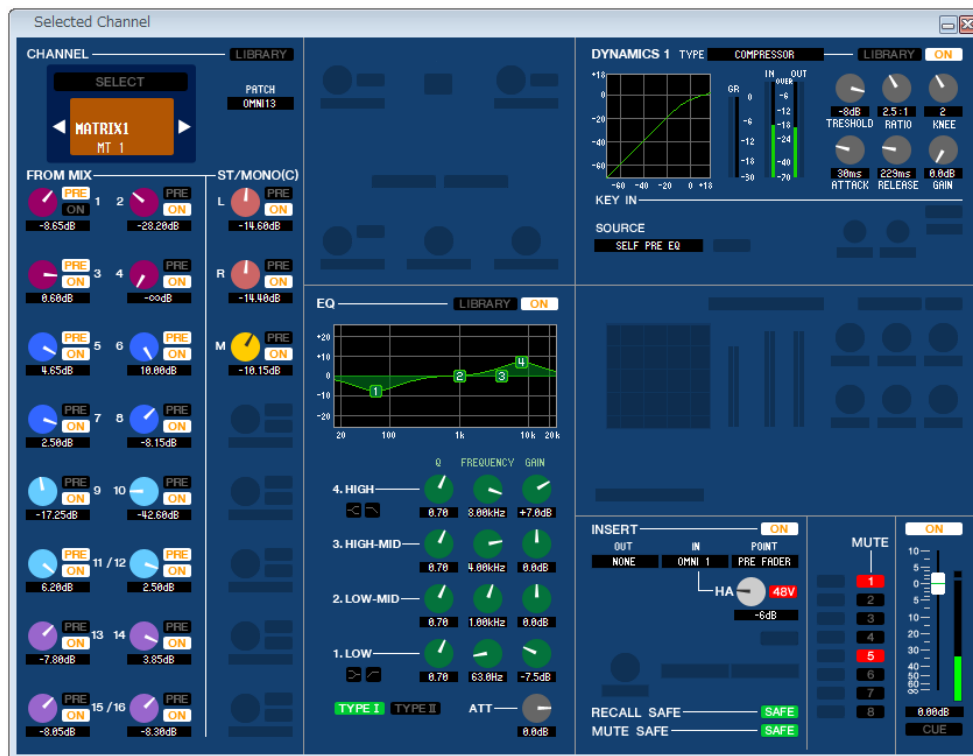 Selected Channel
CHANNEL LIBRARY
SELECT
MATRIX1
MT 1
PATCH
OMNI13
FROM MIX ST/MONO(C)
PRE 1 2 PRE L PRE
ON ON ON
-8.65dB -28.20dB -14.60dB
PRE 3 4 PRE R PRE
ON ON ON
0.60dB -∞dB -14.40dB
PRE 5 6 PRE M PRE
ON ON ON
4.65dB 10.00dB -10.15dB
PRE 7 8 PRE
ON ON
2.50dB -8.15dB
PRE 9 10 PRE
ON ON
-17.25dB -42.60dB
PRE 11 / 12 PRE
ON ON
6.20dB 2.50dB
PRE 13 14 PRE
ON ON
-7.80dB 3.85dB
PRE 15 / 16 PRE
ON ON
-8.05dB -8.30dB
EQ LIBRARY ON
+20
+10
0
-10
-20
1 2 3 4
20 100 1k 10k 20k
Q FREQUENCY GAIN
4. HIGH
0.70 8.00kHz +7.0dB
3. HIGH-MID
0.70 4.00kHz 0.0dB
2. LOW-MID
0.70 1.00kHz 0.0dB
1. LOW
0.70 63.0Hz -7.5dB
TYPE I TYPE II ATT
0.0dB
DYNAMICS 1 TYPE COMPRESSOR LIBRARY ON
+18
0
-20
-40
-60
-60 -40 -20 0 +18
GR
0
-6
-12
-18
-30
IN OUT
OVER
-6
-12
-18
-24
-40
-70
-8dB 2.5:1 2
TRESHOLD RATIO KNEE
30ms 229ms 0.0dB
ATTACK RELEASE GAIN
KEY IN
SOURCE
SELF PRE EQ
INSERT ON
OUT IN POINT
NONE OMNI 1 PRE FADER
HA 48V
-6dB
RECALL SAFE SAFE
MUTE SAFE SAFE
MUTE
1
2
3
4
5
6
7
8
ON
10
5
0
5
10
20
30
40
50
60
∞
0.00dB
CUE